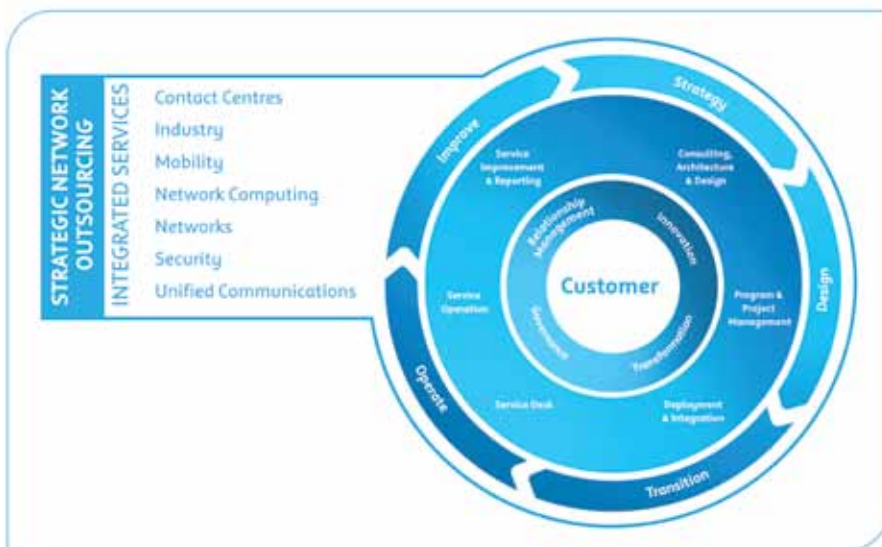 STRATEGIC NETWORK
OUTSOURCING
INTEGRATED SERVICES
Contact Centres
Industry
Mobility
Network Computing
Networks
Security
Unified Communications
Strategy
Design
Transition
Operate
Improve
Service
Improvement
& Reporting
Consulting,
Architecture
& Design
Program &
Project
Management
Deployment
& Integration
Service Desk
Service
Operation
Relationship
Management
Innovation
Transformation
Governance
Customer